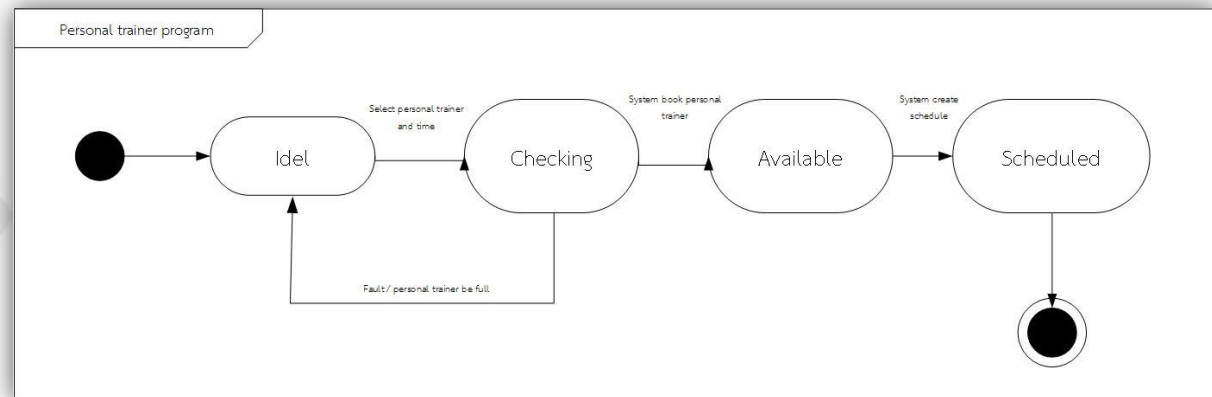 Personal trainer program
Select personal trainer
and time
System book personal
trainer
System create
schedule
Idel
Checking
Available
Scheduled
Fault / personal trainer be full